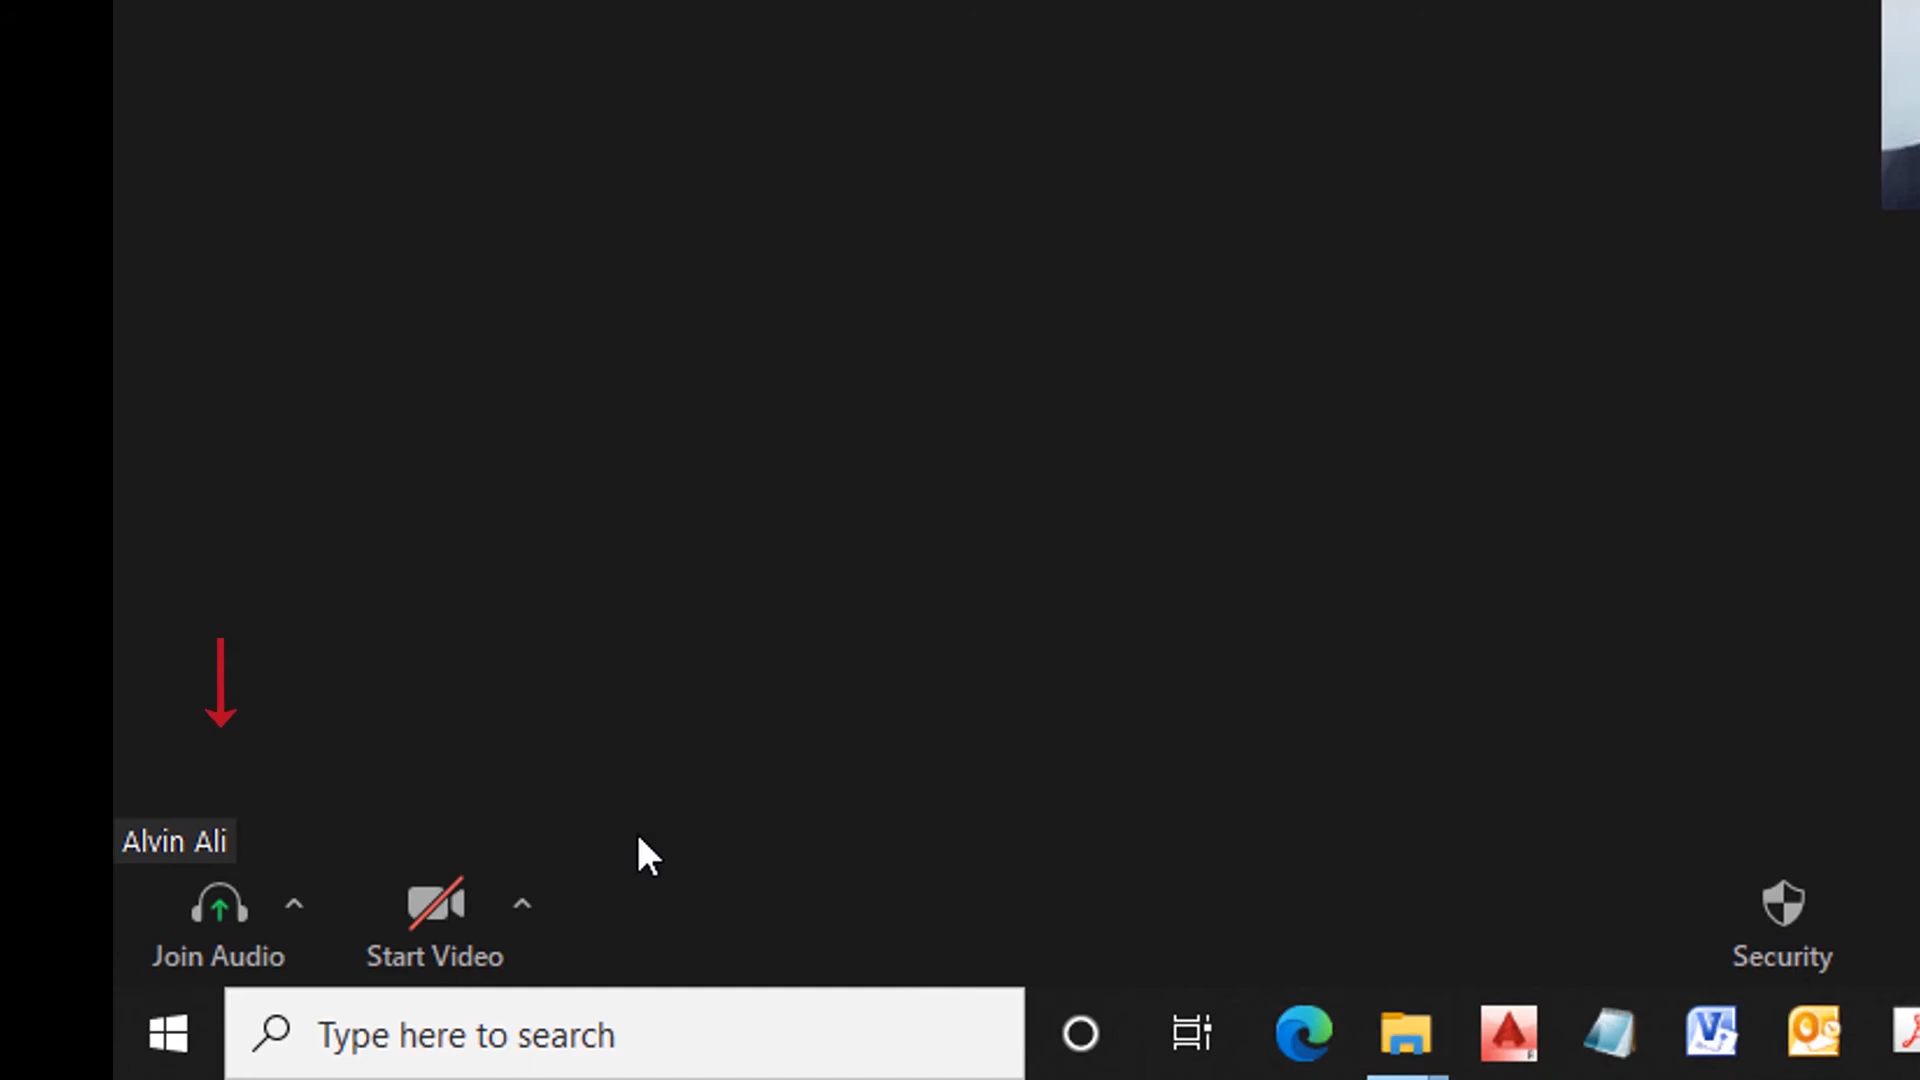 Alvin Ali
Join Audio
Start Video
Security
Type here to search